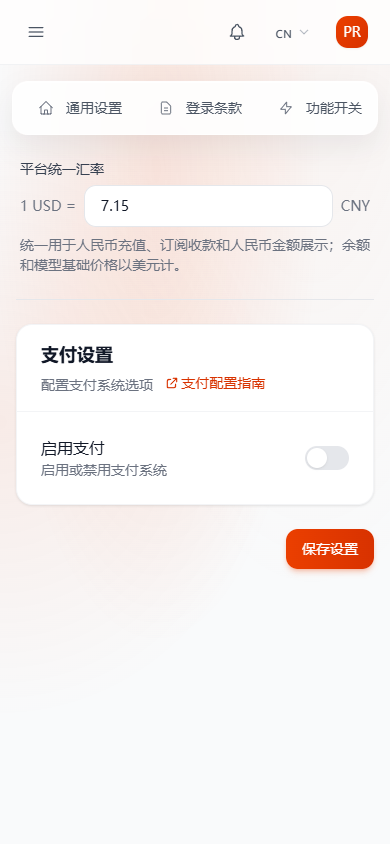 CN
PR
通用设置
登录条款
功能开关
平台统一汇率
1 USD =
7.15
CNY
统一用于人民币充值、订阅收款和人民币金额展示；余额
和模型基础价格以美元计。
支付设置
配置支付系统选项
支付配置指南
启用支付
启用或禁用支付系统
保存设置